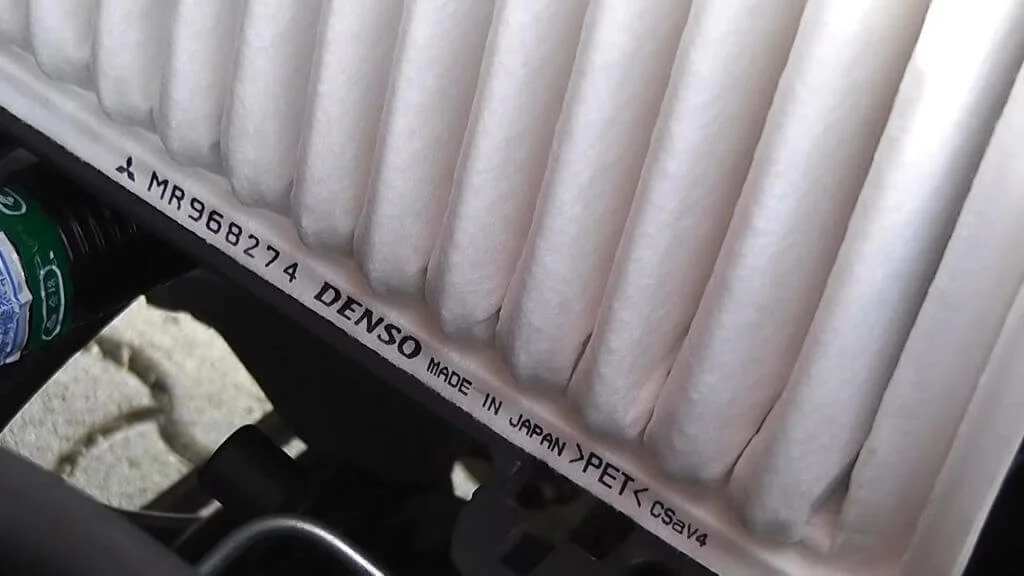 MR968274 DENSO MADE IN JAPAN >PET< CSav4